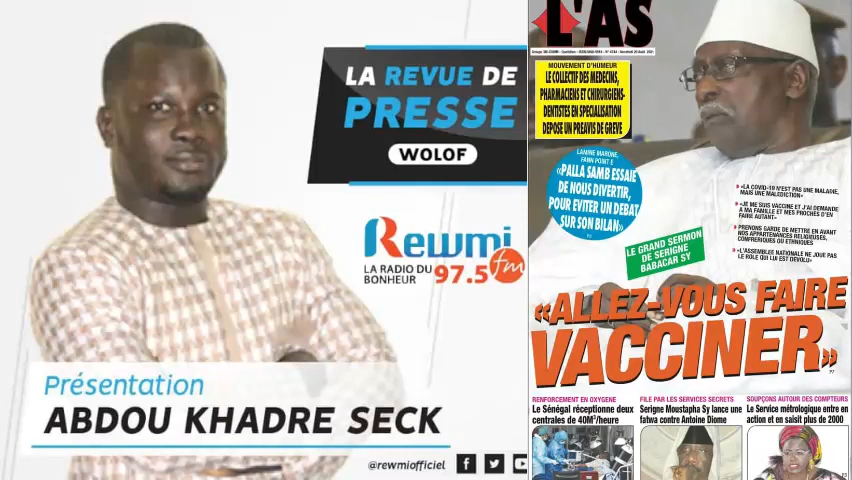 LA REVUE DE
PRESSE
WOLOF
Rewmi
LA RADIO DU
BONHEUR
97.5 fm
Présentation
ABDOU KHADRE SECK
@rewmiofficiel
L'AS
MOUVEMENT D'HUMEUR
LE COLLECTIF DES MEDECINS,
PHARMACIENS ET CHIRURGIENS-
DENTISTES EN SPECIALISATION
DEPOSE UN PREAVIS DE GREVE
LAMINE MARONE,
FANN POINT E
«PALLA SAMB ESSAIE
DE NOUS DIVERTIR,
POUR EVITER UN DEBAT
SUR SON BILAN»
LE GRAND SERMON
DE SERIGNE
BABACAR SY
«LA COVID-19 N'EST PAS UNE MALADIE,
MAIS UNE MALEDICTION»
«JE ME SUIS VACCINE ET J'AI DEMANDE
A MA FAMILLE ET MES PROCHES D'EN
FAIRE AUTANT»
PRENONS GARDE DE METTRE EN AVANT
NOS APPARTENANCES RELIGIEUSES,
CONFRERIQUES OU ETHNIQUES
«L'ASSEMBLEE NATIONALE NE JOUE PAS
LE ROLE QUI LUI EST DEVOLU»
«ALLEZ-VOUS FAIRE
VACCINER»
RENFORCEMENT EN OXYGENE
Le Sénégal réceptionne deux
centrales de 40M³/heure
FILE PAR LES SERVICES SECRETS
Serigne Moustapha Sy lance une
fatwa contre Antoine Diome
SOUPÇONS AUTOUR DES COMPTEURS
Le Service métrologique entre en
action et en saisit plus de 2000